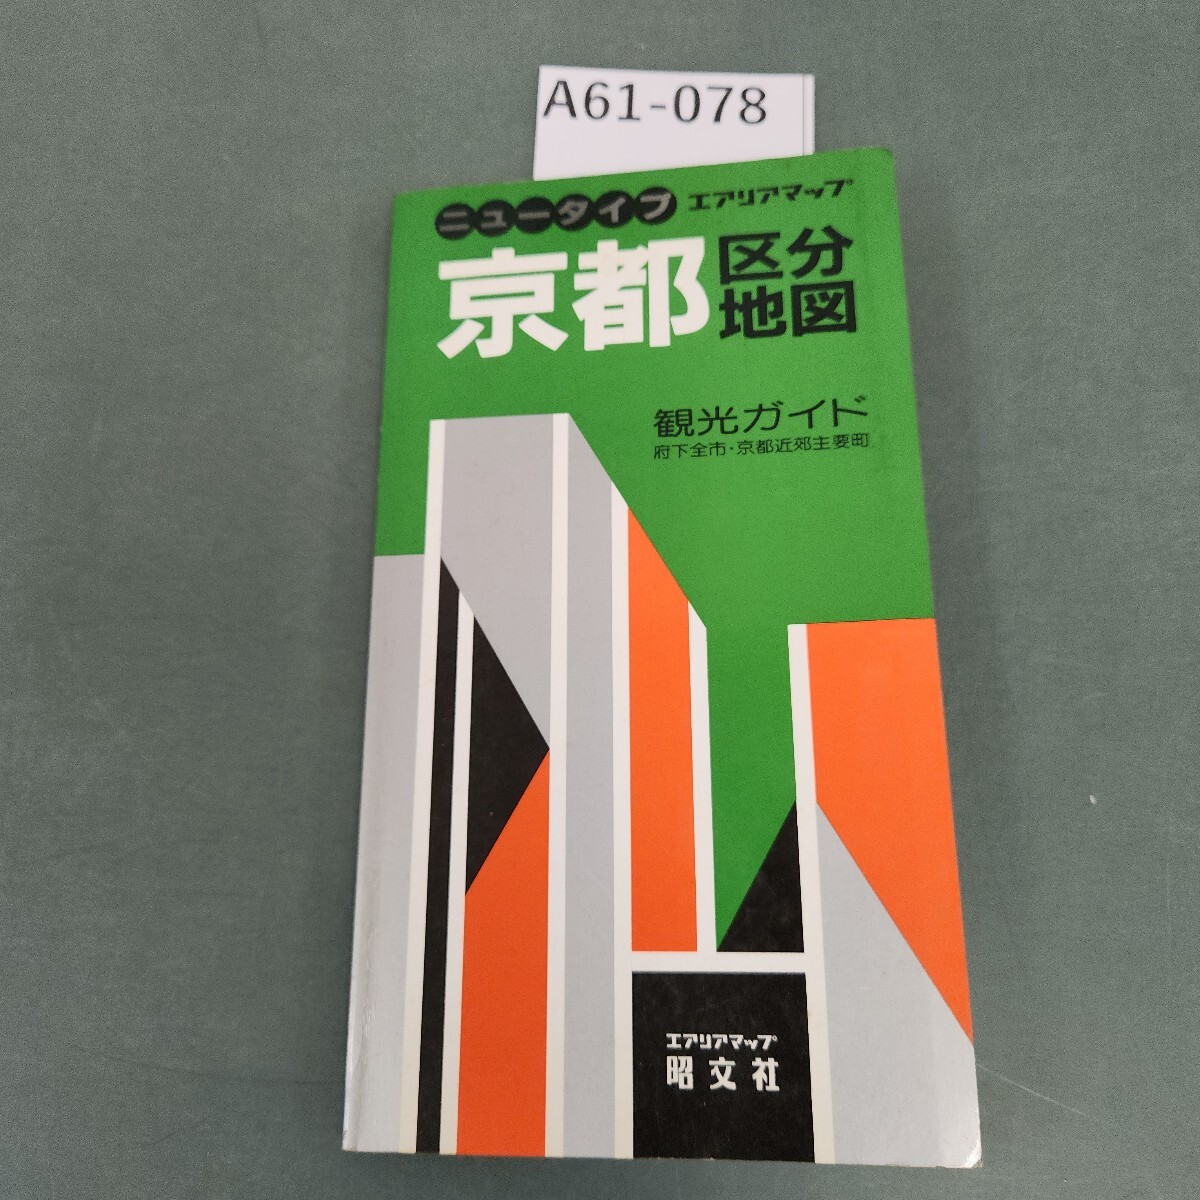 A61-078
ニュータイプ エアリアマップ
京都 区分地図
観光ガイド
府下全市・京都近郊主要町
エアリアマップ
昭文社